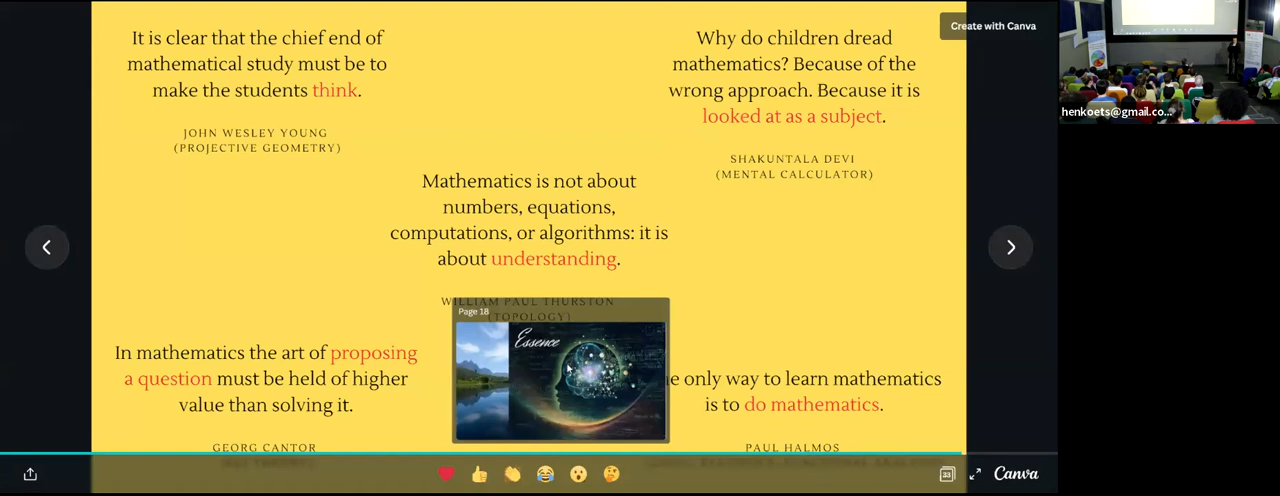 It is clear that the chief end of
mathematical study must be to
make the students think.
JOHN WESLEY YOUNG
(PROJECTIVE GEOMETRY)
Create with Canva
Why do children dread
mathematics? Because of the
wrong approach. Because it is
looked at as a subject.
SHAKUNTALA DEVI
(MENTAL CALCULATOR)
henkoets@gmail.co...
Mathematics is not about
numbers, equations,
computations, or algorithms: it is
about understanding.
WILLIAM PAUL THURSTON
(TOPOLOGY)
Page 18
Essence
In mathematics the art of proposing
a question must be held of higher
value than solving it.
GEORG CANTOR
only way to learn mathematics
is to do mathematics.
PAUL HALMOS
33
Canva